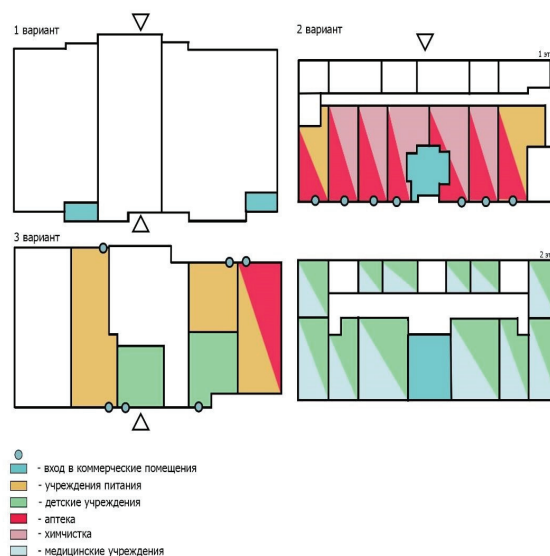 1 вариант
2 вариант
1 эт
3 вариант
2 эт
- вход в коммерческие помещения
- учреждения питания
- детские учреждения
- аптека
- химчистка
- медицинские учреждения